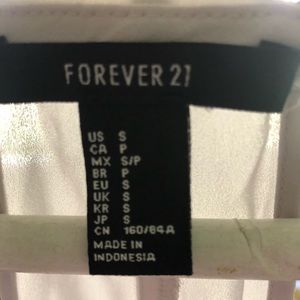 FOREVER 21
US S
CA P
MX S/P
BR P
EU S
UK S
KR S
JP S
CN 160/84A
MADE IN
INDONESIA